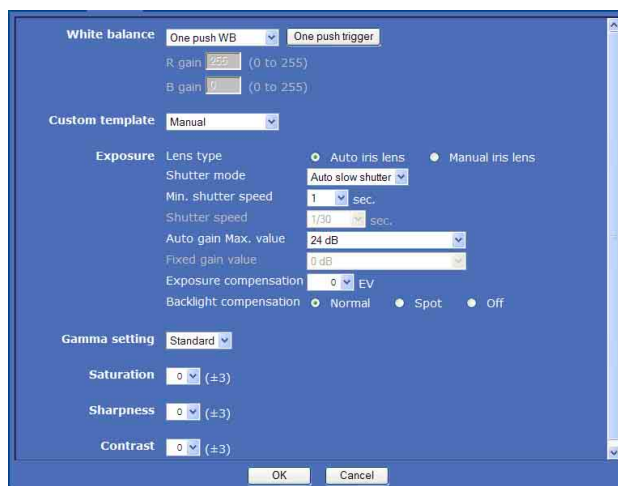 White balance One push WB One push trigger
R gain 255 (0 to 255)
B gain 0 (0 to 255)
Custom template Manual
Exposure Lens type Auto iris lens Manual iris lens
Shutter mode Auto slow shutter
Min. shutter speed 1 sec.
Shutter speed 1/30 sec.
Auto gain Max. value 24 dB
Fixed gain value 0 dB
Exposure compensation 0 EV
Backlight compensation Normal Spot Off
Gamma setting Standard
Saturation 0 (±3)
Sharpness 0 (±3)
Contrast 0 (±3)
OK Cancel